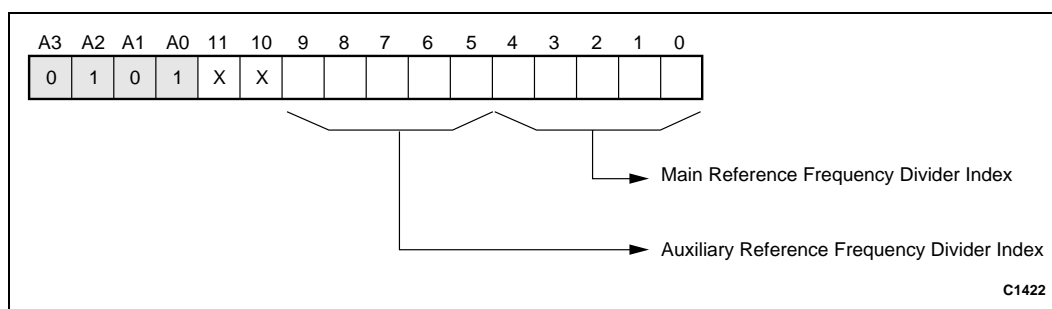 A3 A2 A1 A0 11 10 9 8 7 6 5 4 3 2 1 0
0 1 0 1 X X
Main Reference Frequency Divider Index
Auxiliary Reference Frequency Divider Index
C1422